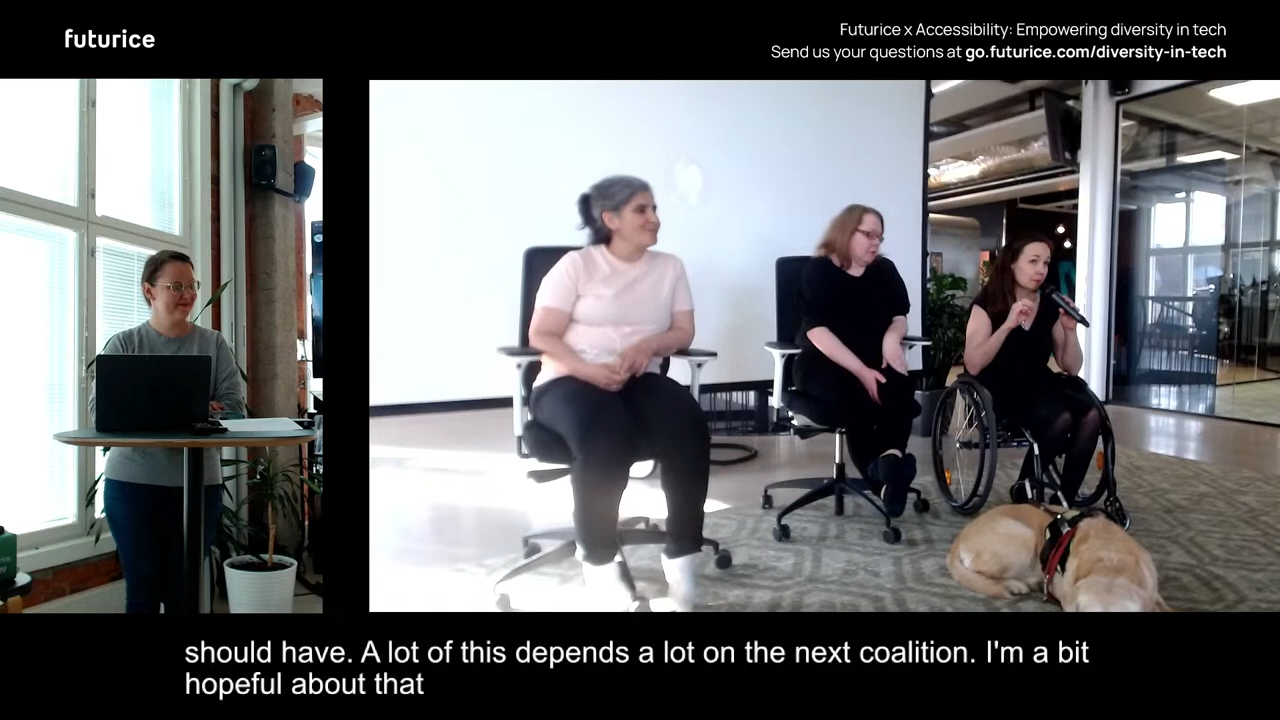 futurice
Futurice x Accessibility: Empowering diversity in tech
Send us your questions at go.futurice.com/diversity-in-tech
should have. A lot of this depends a lot on the next coalition. I'm a bit
hopeful about that